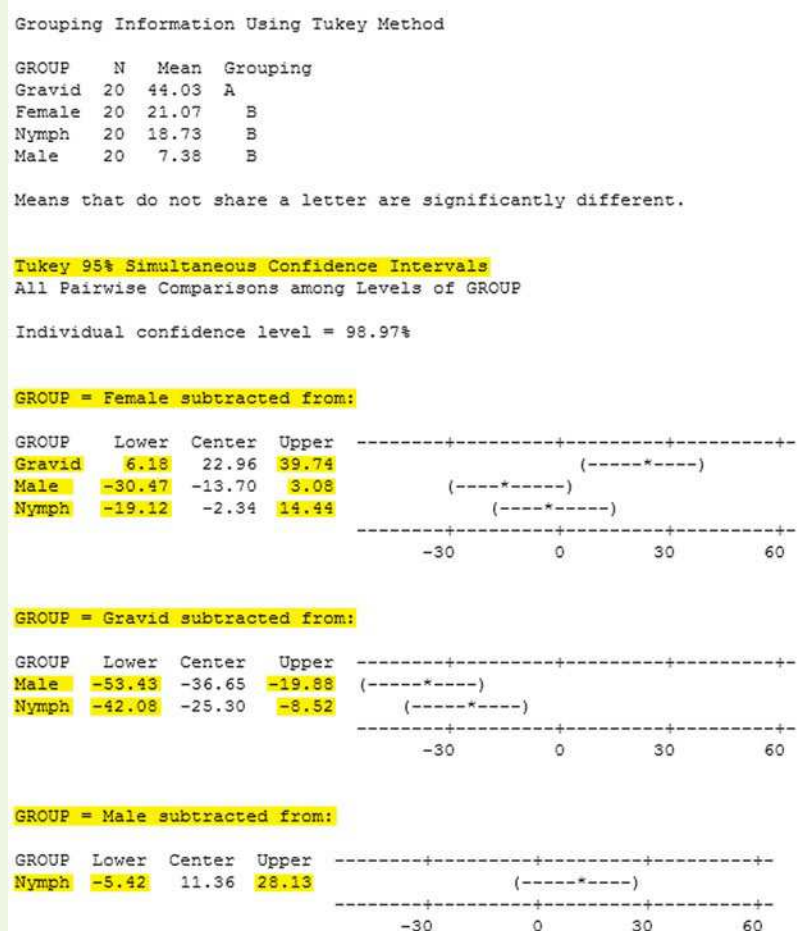 Grouping Information Using Tukey Method
GROUP N Mean Grouping
Gravid 20 44.03 A
Female 20 21.07 B
Nymph 20 18.73 B
Male 20 7.38 B
Means that do not share a letter are significantly different.
Tukey 95% Simultaneous Confidence Intervals
All Pairwise Comparisons among Levels of GROUP
Individual confidence level = 98.97%
GROUP = Female subtracted from:
GROUP Lower Center Upper --------+---------+---------+---------+-
Gravid 6.18 22.96 39.74 (-----*----)
Male -30.47 -13.70 3.08 (----*-----)
Nymph -19.12 -2.34 14.44 (----*-----)
--------+---------+---------+---------+-
-30 0 30 60
GROUP = Gravid subtracted from:
GROUP Lower Center Upper --------+---------+---------+---------+-
Male -53.43 -36.65 -19.88 (-----*----)
Nymph -42.08 -25.30 -8.52 (-----*----)
--------+---------+---------+---------+-
-30 0 30 60
GROUP = Male subtracted from:
GROUP Lower Center Upper --------+---------+---------+---------+-
Nymph -5.42 11.36 28.13 (-----*----)
--------+---------+---------+---------+-
-30 0 30 60